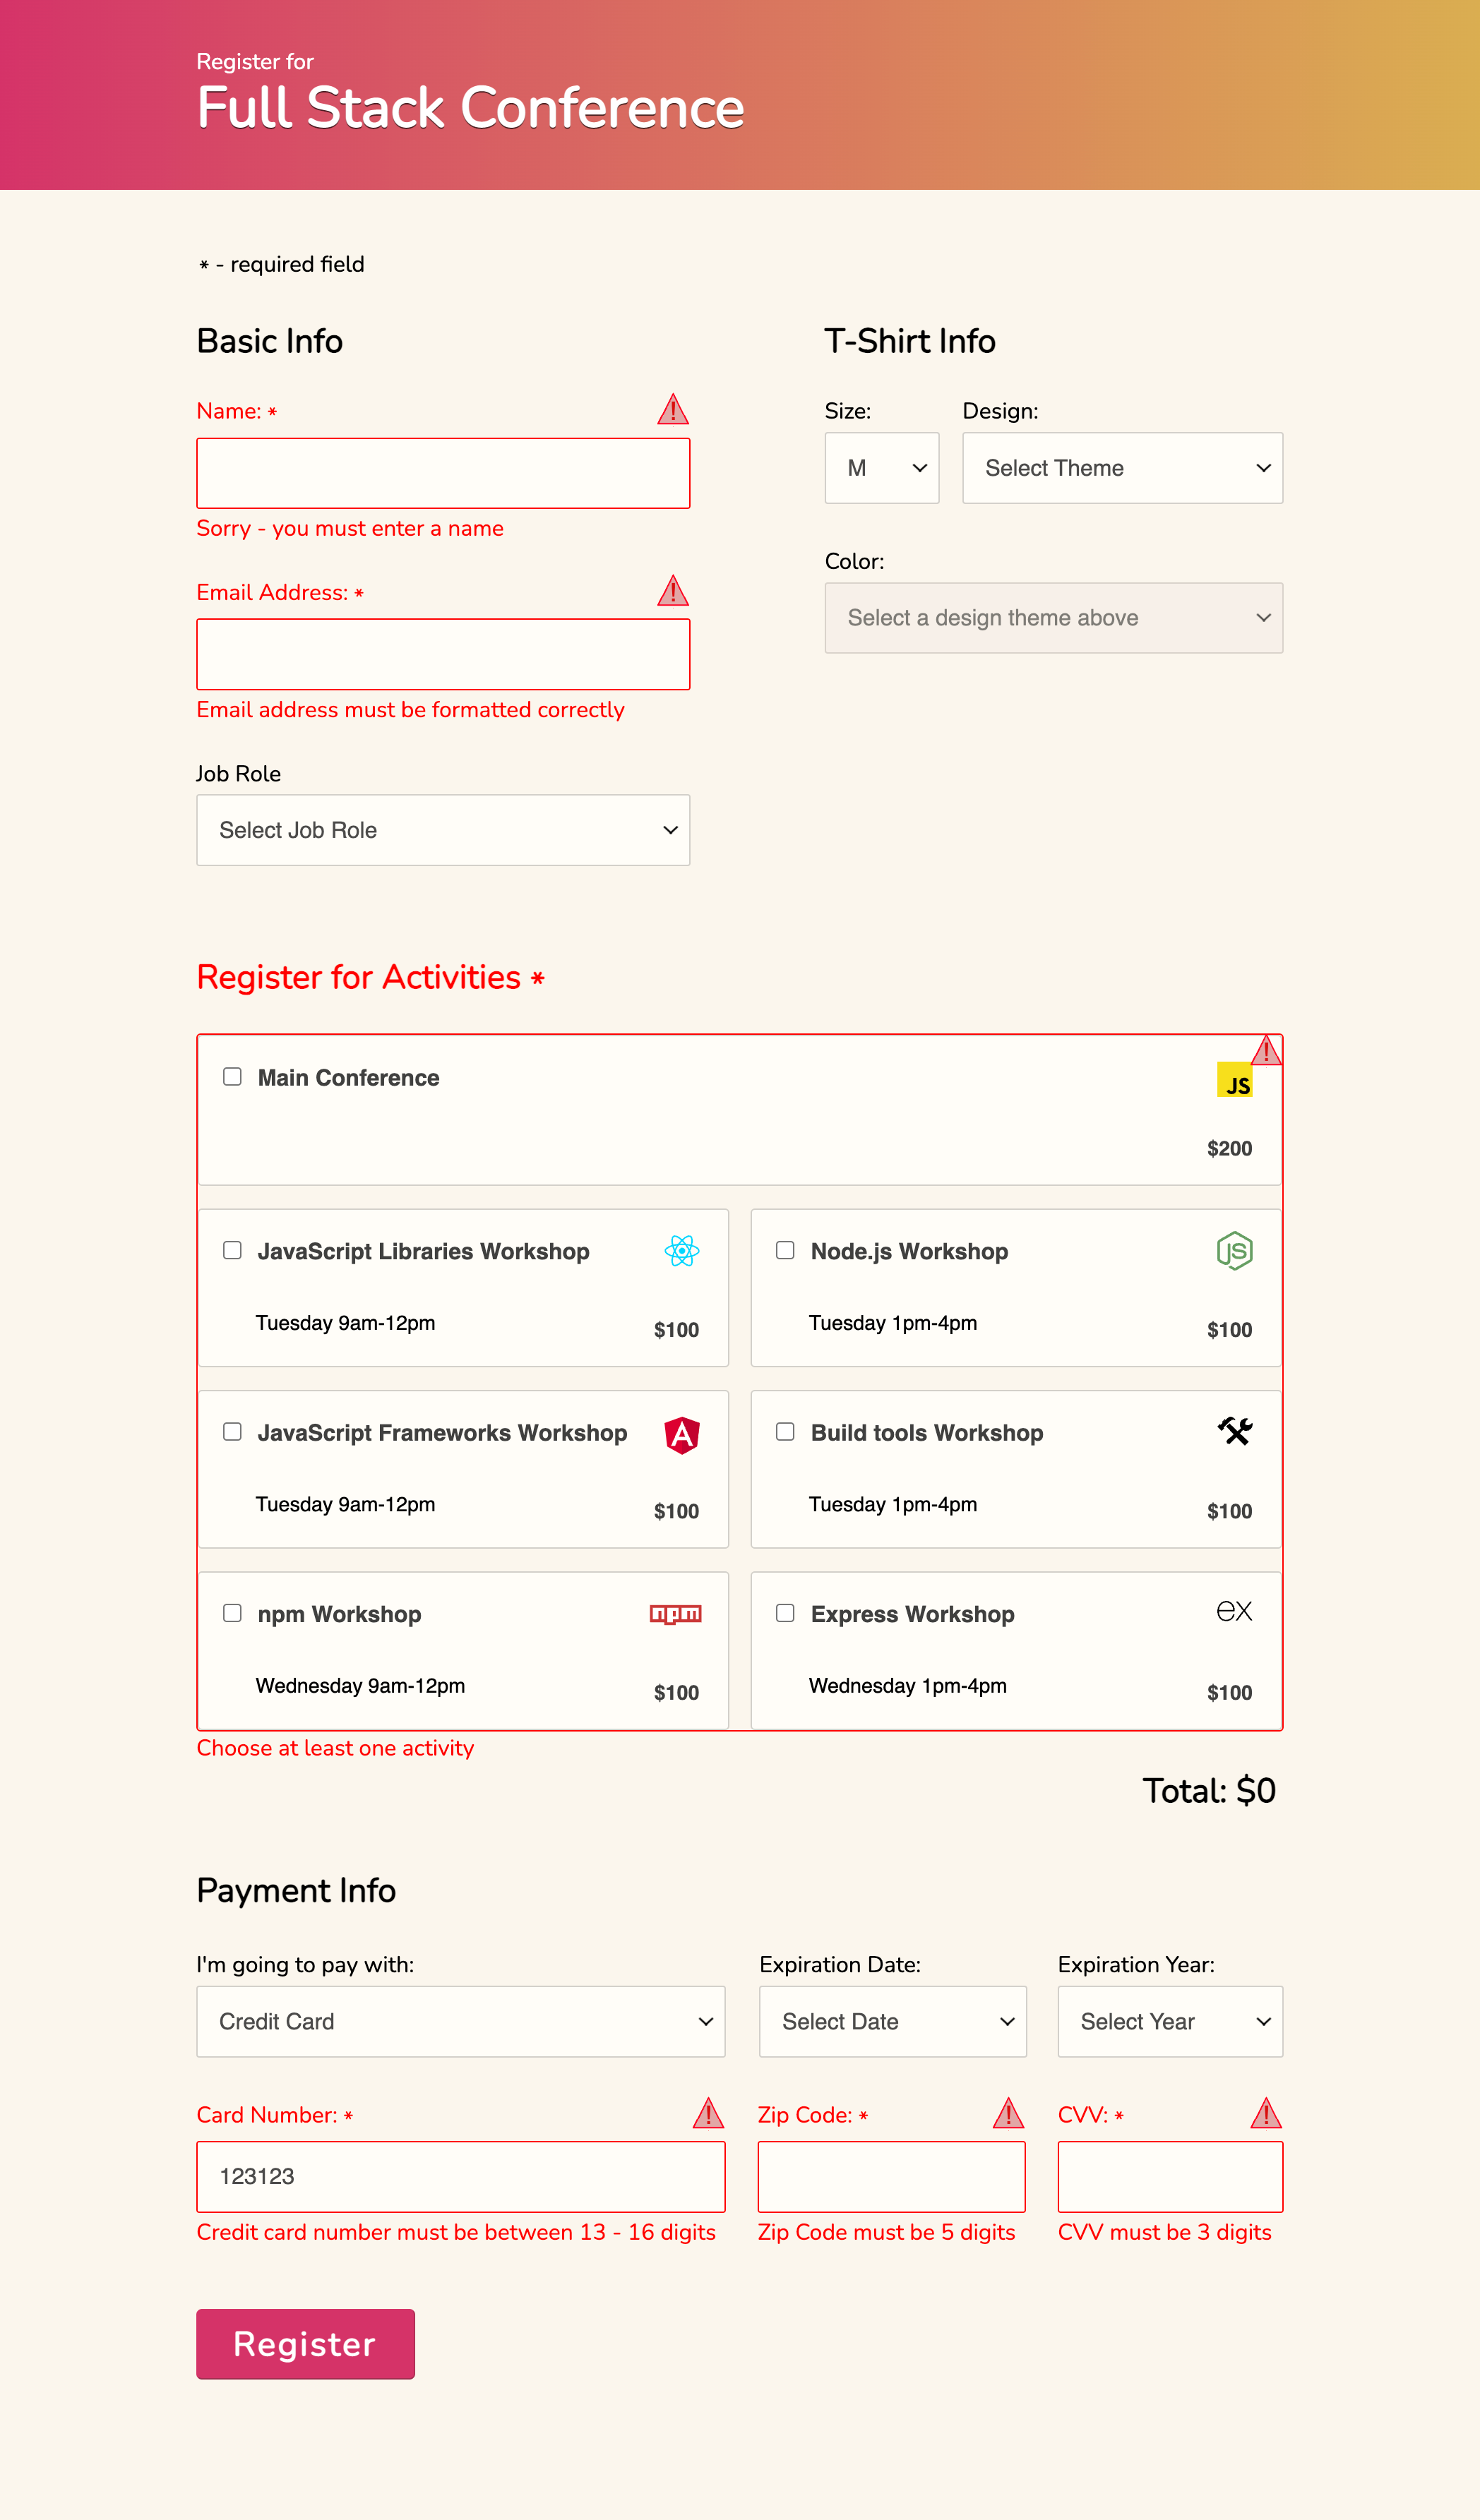 Register for
Full Stack Conference
* - required field
Basic Info
Name: *
Sorry - you must enter a name
Email Address: *
Email address must be formatted correctly
Job Role
Select Job Role
T-Shirt Info
Size:
Design:
M
Select Theme
Color:
Select a design theme above
Register for Activities *
Main Conference
JS
$200
JavaScript Libraries Workshop
Tuesday 9am-12pm
$100
Node.js Workshop
JS
Tuesday 1pm-4pm
$100
JavaScript Frameworks Workshop
A
Tuesday 9am-12pm
$100
Build tools Workshop
Tuesday 1pm-4pm
$100
npm Workshop
npm
Wednesday 9am-12pm
$100
Express Workshop
ex
Wednesday 1pm-4pm
$100
Choose at least one activity
Total: $0
Payment Info
I'm going to pay with:
Expiration Date:
Expiration Year:
Credit Card
Select Date
Select Year
Card Number: *
Zip Code: *
CVV: *
123123
Credit card number must be between 13 - 16 digits
Zip Code must be 5 digits
CVV must be 3 digits
Register